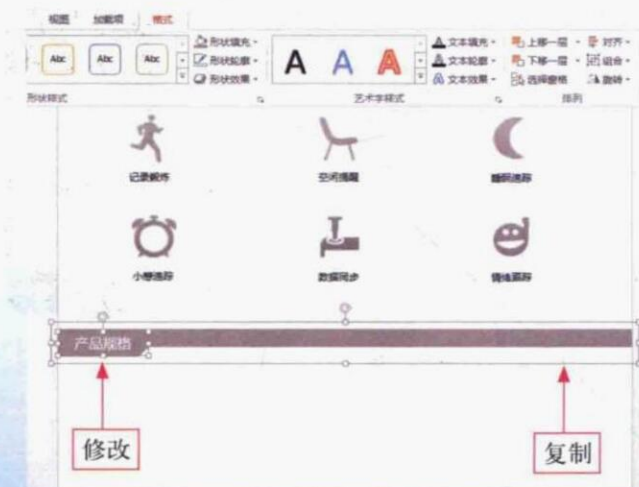 视图 加载项 格式
Abc Abc Abc 形状填充 A A A 文本填充 上移一层 对齐
形状轮廓 文本轮廓 下移一层 组合
形状效果 文本效果 选择窗格 旋转
形状样式 艺术字样式 排列
记录锻炼 空闲提醒 睡眠追踪
小憩追踪 数据同步 情绪跟踪
产品规格
修改 复制